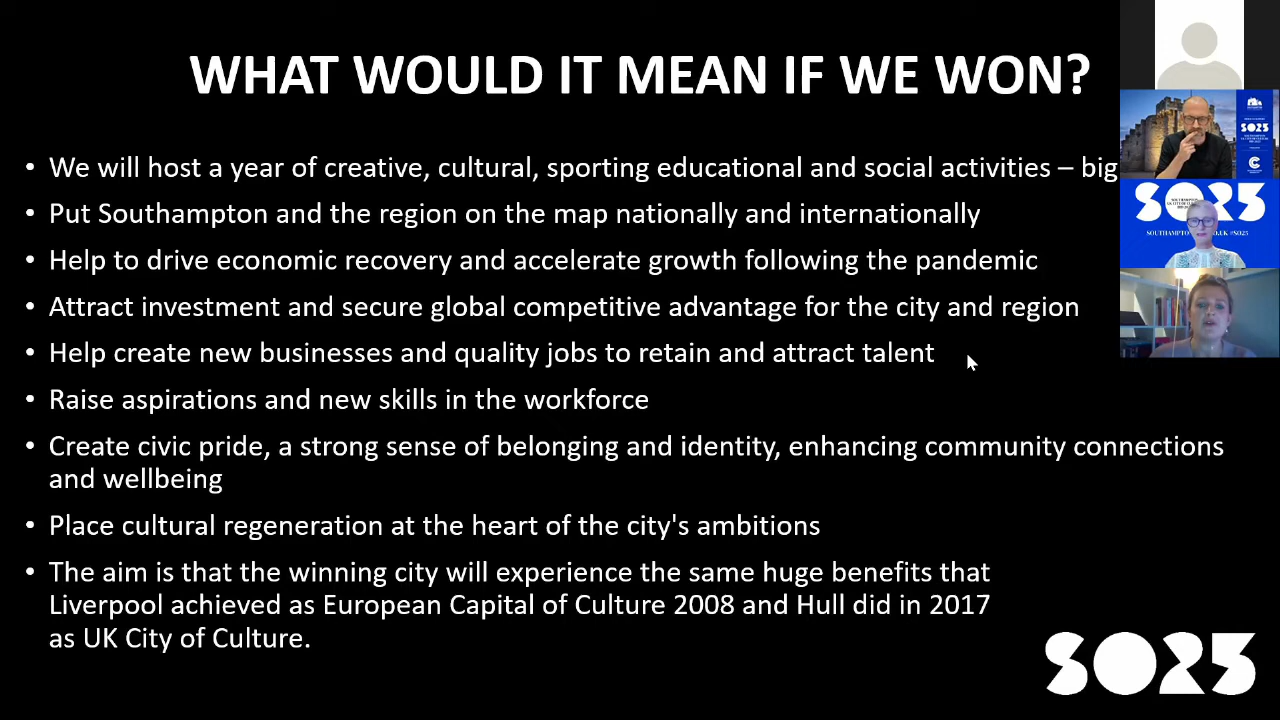 WHAT WOULD IT MEAN IF WE WON?
• We will host a year of creative, cultural, sporting educational and social activities – big
• Put Southampton and the region on the map nationally and internationally
• Help to drive economic recovery and accelerate growth following the pandemic
• Attract investment and secure global competitive advantage for the city and region
• Help create new businesses and quality jobs to retain and attract talent
• Raise aspirations and new skills in the workforce
• Create civic pride, a strong sense of belonging and identity, enhancing community connections
and wellbeing
• Place cultural regeneration at the heart of the city's ambitions
• The aim is that the winning city will experience the same huge benefits that
Liverpool achieved as European Capital of Culture 2008 and Hull did in 2017
as UK City of Culture.
SO25
SO25
SO25